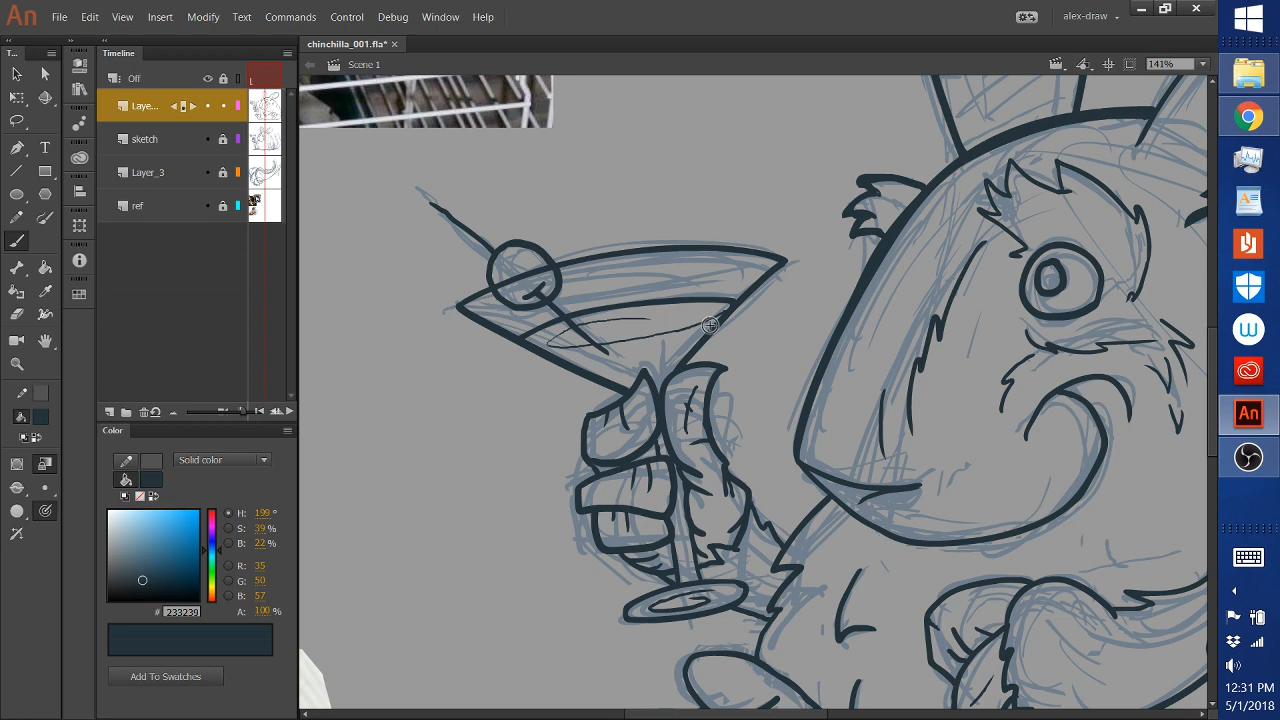 An File Edit View Insert Modify Text Commands Control Debug Window Help alex-draw
T... Timeline chinchilla_001.fla*
Off 1 Scene 1 141%
Laye...
sketch
Layer_3
ref
Color
Solid color
H: 199 °
S: 39 %
B: 22 %
R: 35
G: 50
B: 57
# 233239 A: 100 %
Add To Swatches
An
12:31 PM
5/1/2018